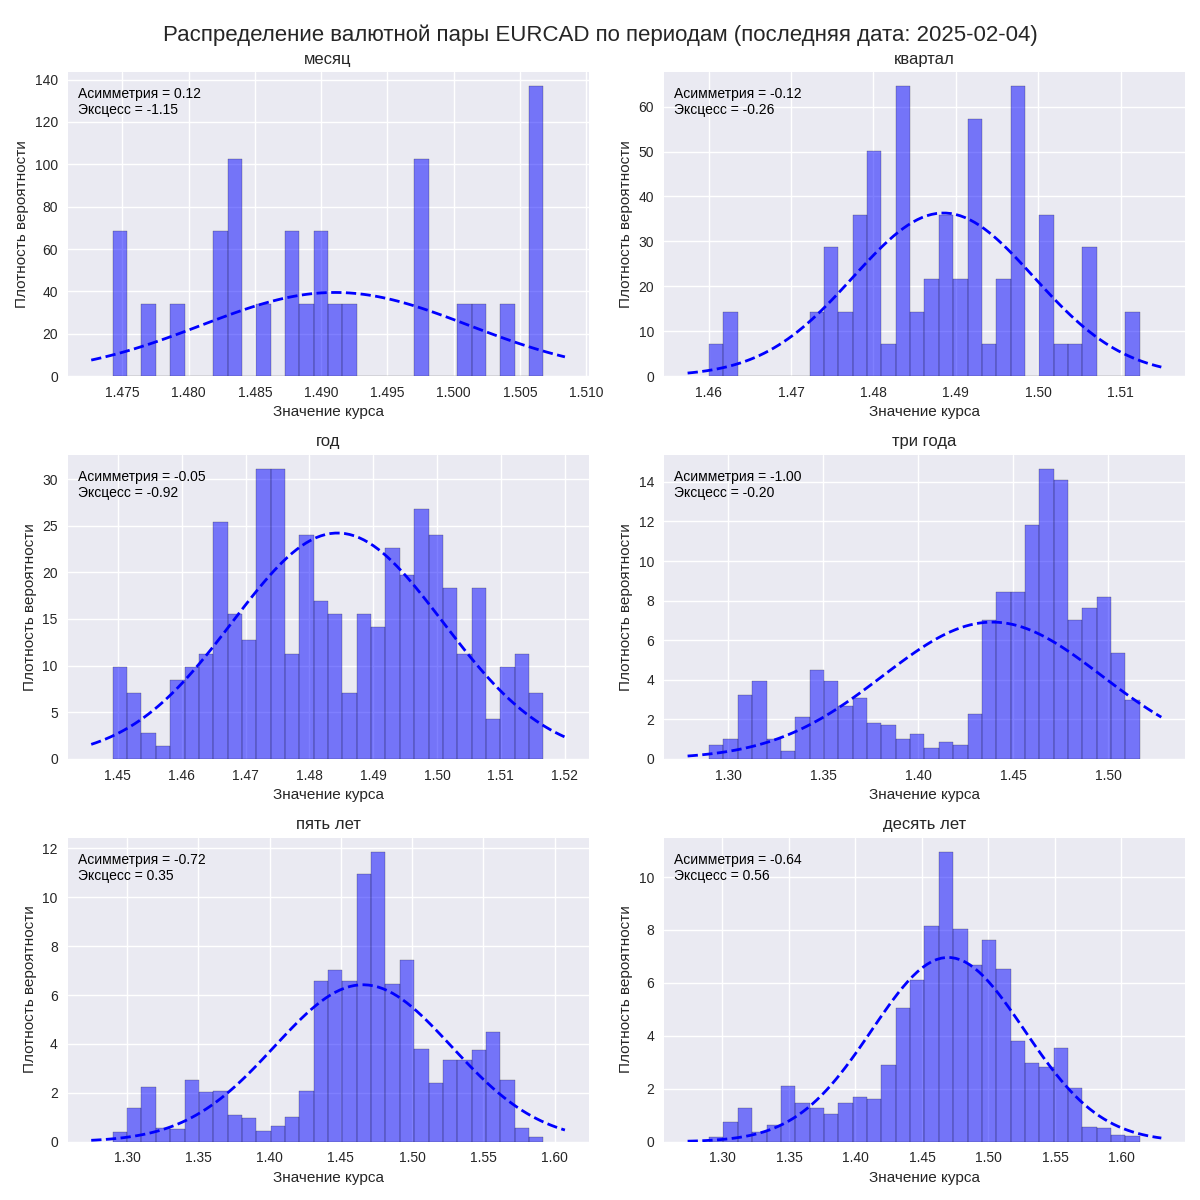 Распределение валютной пары EURCAD по периодам (последняя дата: 2025-02-04)
месяц
Асимметрия = 0.12
Эксцесс = -1.15
Плотность вероятности
140
120
100
80
60
40
20
0
1.475 1.480 1.485 1.490 1.495 1.500 1.505 1.510
Значение курса
квартал
Асимметрия = -0.12
Эксцесс = -0.26
Плотность вероятности
60
50
40
30
20
10
0
1.46 1.47 1.48 1.49 1.50 1.51
Значение курса
год
Асимметрия = -0.05
Эксцесс = -0.92
Плотность вероятности
30
25
20
15
10
5
0
1.45 1.46 1.47 1.48 1.49 1.50 1.51 1.52
Значение курса
три года
Асимметрия = -1.00
Эксцесс = -0.20
Плотность вероятности
14
12
10
8
6
4
2
0
1.30 1.35 1.40 1.45 1.50
Значение курса
пять лет
Асимметрия = -0.72
Эксцесс = 0.35
Плотность вероятности
12
10
8
6
4
2
0
1.30 1.35 1.40 1.45 1.50 1.55 1.60
Значение курса
десять лет
Асимметрия = -0.64
Эксцесс = 0.56
Плотность вероятности
10
8
6
4
2
0
1.30 1.35 1.40 1.45 1.50 1.55 1.60
Значение курса